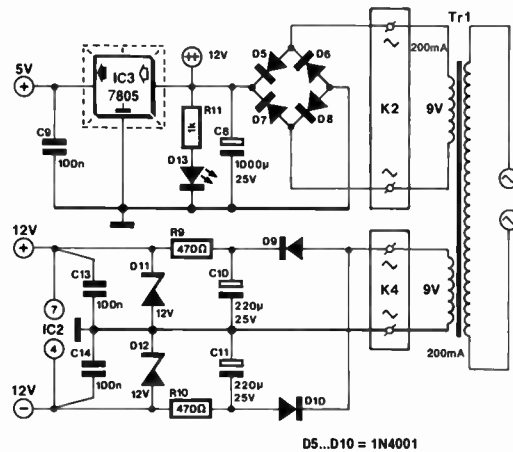 Tr1
12V
200mA
5V
IC3
7805
D5
D6
D7
D8
K2
9V
R11
1k
C9
100n
D13
C8
1000µ
25V
12V
R9
470Ω
D9
C13
100n
D11
12V
C10
220µ
25V
K4
9V
7
IC2
4
C14
100n
D12
12V
C11
220µ
25V
200mA
12V
R10
470Ω
D10
D5...D10 = 1N4001